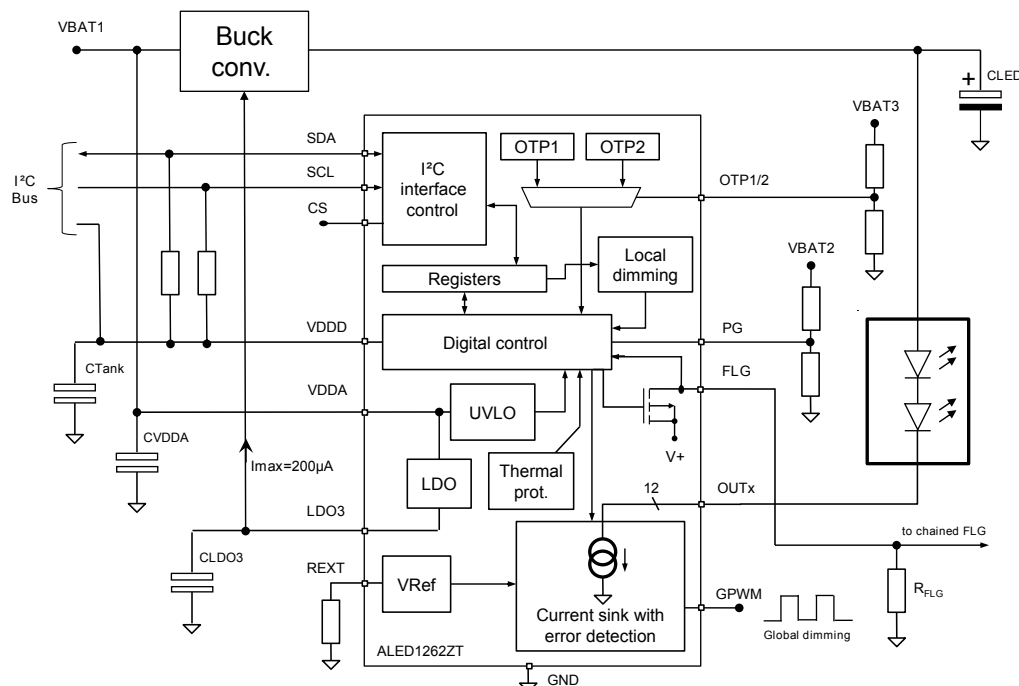 VBAT1
Buck
conv.
+
CLED
VBAT3
SDA
OTP1
OTP2
I²C
Bus
SCL
I²C
interface
control
OTP1/2
CS
Local
dimming
VBAT2
Registers
VDDD
Digital control
PG
CTank
FLG
VDDA
UVLO
CVDDA
V+
Imax=200µA
LDO
Thermal
prot.
12
OUTx
LDO3
to chained FLG
CLDO3
REXT
VRef
RFLG
GPWM
Current sink with
error detection
Global dimming
ALED1262ZT
GND